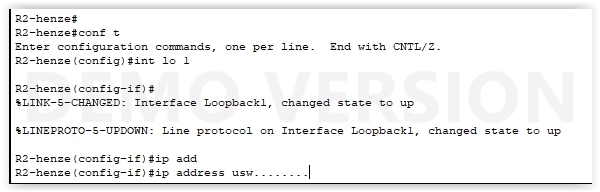 R2-henze#
R2-henze#conf t
Enter configuration commands, one per line.  End with CNTL/Z.
R2-henze(config)#int lo 1
R2-henze(config-if)#
%LINK-5-CHANGED: Interface Loopback1, changed state to up
DEMO VERSION
%LINEPROTO-5-UPDOWN: Line protocol on Interface Loopback1, changed state to up
R2-henze(config-if)#ip add
R2-henze(config-if)#ip address usw........